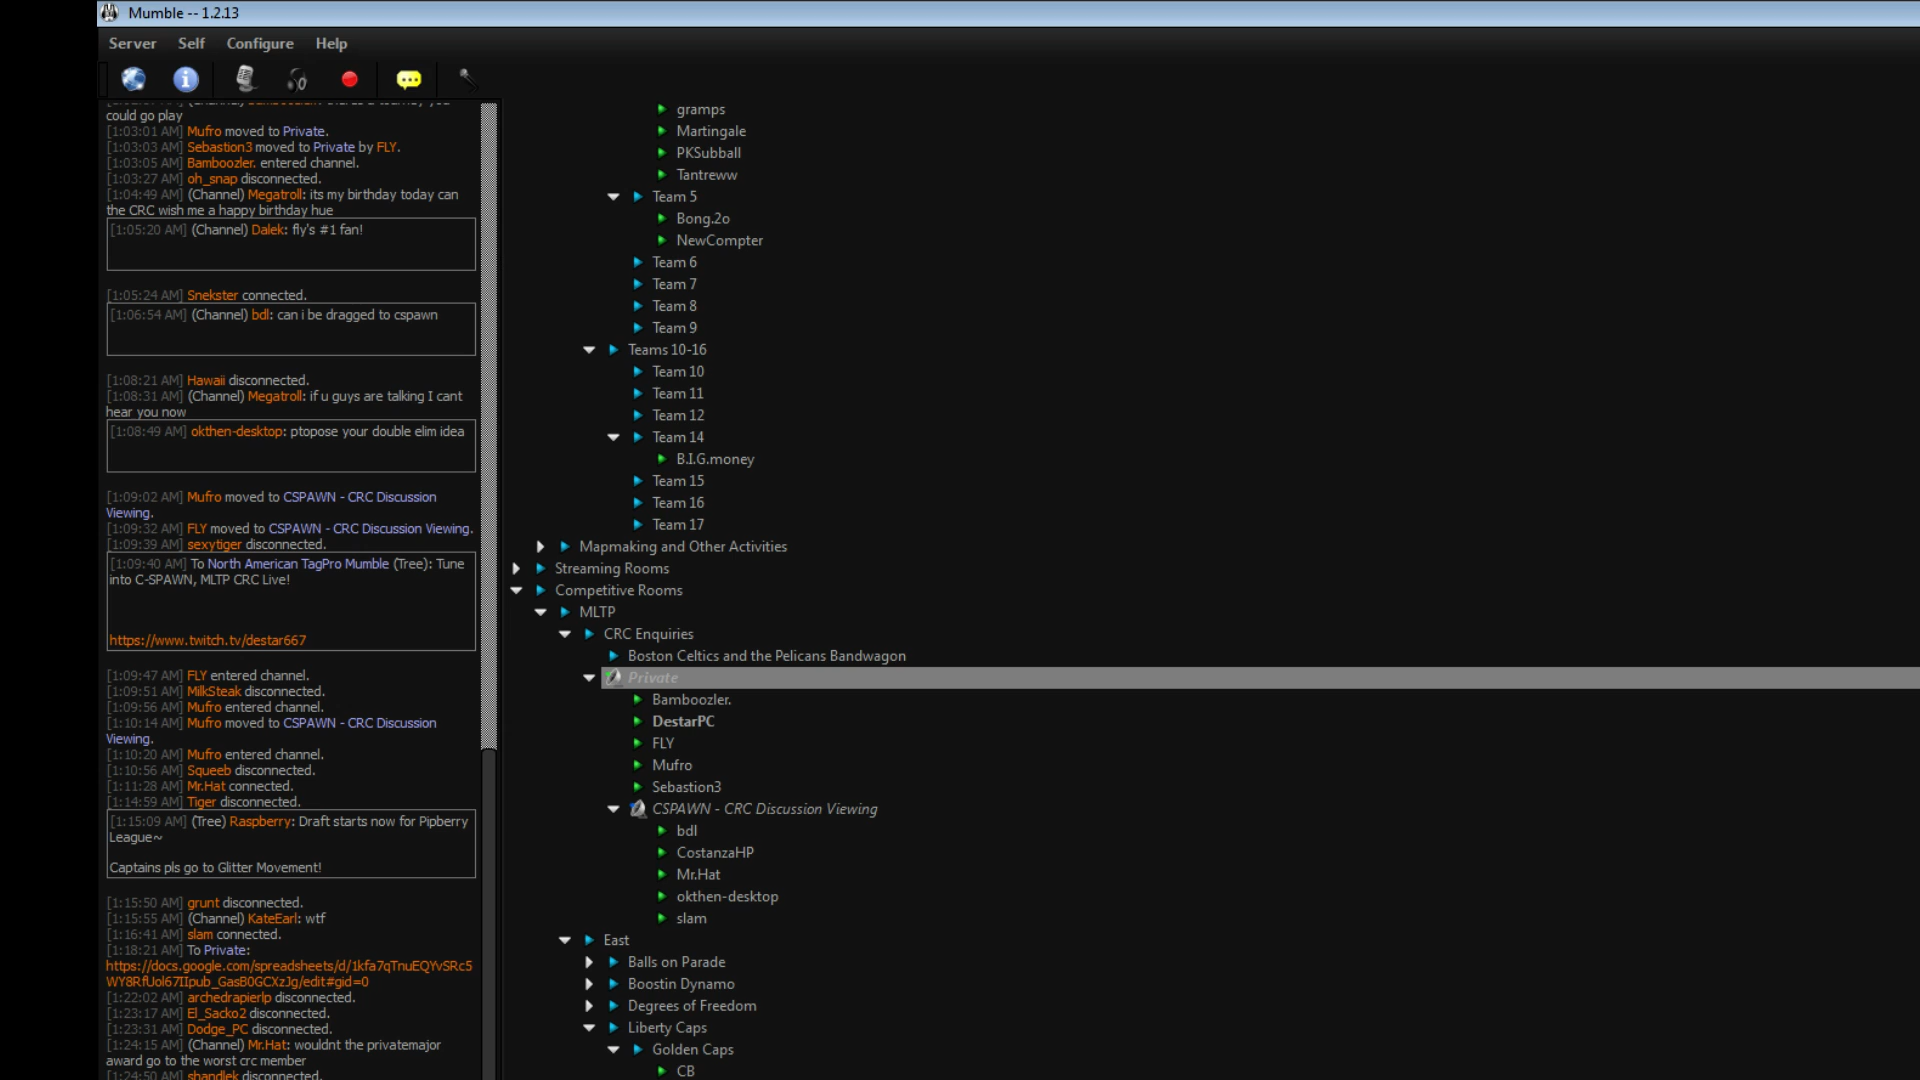 Mumble -- 1.2.13
Server Self Configure Help
could go play
[1:03:01 AM] Mufro moved to Private.
[1:03:03 AM] Sebastion3 moved to Private by FLY.
[1:03:05 AM] Bamboozler. entered channel.
[1:03:27 AM] oh_snap disconnected.
[1:04:49 AM] (Channel) Megatroll: its my birthday today can
the CRC wish me a happy birthday hue
[1:05:20 AM] (Channel) Dalek: fly's #1 fan!
[1:05:24 AM] Snekster connected.
[1:06:54 AM] (Channel) bdl: can i be dragged to cspawn
[1:08:21 AM] Hawaii disconnected.
[1:08:31 AM] (Channel) Megatroll: if u guys are talking I cant
hear you now
[1:08:49 AM] okthen-desktop: ptopose your double elim idea
[1:09:02 AM] Mufro moved to CSPAWN - CRC Discussion
Viewing.
[1:09:32 AM] FLY moved to CSPAWN - CRC Discussion Viewing.
[1:09:39 AM] sexytiger disconnected.
[1:09:40 AM] To North American TagPro Mumble (Tree): Tune
into C-SPAWN, MLTP CRC Live!
https://www.twitch.tv/destar667
[1:09:47 AM] FLY entered channel.
[1:09:51 AM] MilkSteak disconnected.
[1:09:56 AM] Mufro entered channel.
[1:10:14 AM] Mufro moved to CSPAWN - CRC Discussion
Viewing.
[1:10:20 AM] Mufro entered channel.
[1:10:56 AM] Squeeb disconnected.
[1:11:28 AM] Mr.Hat connected.
[1:14:59 AM] Tiger disconnected.
[1:15:09 AM] (Tree) Raspberry: Draft starts now for Pipberry
League~
Captains pls go to Glitter Movement!
[1:15:50 AM] grunt disconnected.
[1:15:55 AM] (Channel) KateEarl: wtf
[1:16:41 AM] slam connected.
[1:18:21 AM] To Private:
https://docs.google.com/spreadsheets/d/1kfa7qTnuEQYvSRc5
WY8RfUol67IIpub_GasB0GCXzJg/edit#gid=0
[1:22:02 AM] archedrapierlp disconnected.
[1:23:17 AM] El_Sacko2 disconnected.
[1:23:31 AM] Dodge_PC disconnected.
[1:24:15 AM] (Channel) Mr.Hat: wouldnt the privatemajor
award go to the worst crc member
[1:24:50 AM] shandlek disconnected.
gramps
Martingale
PKSubball
Tantreww
Team 5
Bong.2o
NewCompter
Team 6
Team 7
Team 8
Team 9
Teams 10-16
Team 10
Team 11
Team 12
Team 14
B.I.G.money
Team 15
Team 16
Team 17
Mapmaking and Other Activities
Streaming Rooms
Competitive Rooms
MLTP
CRC Enquiries
Boston Celtics and the Pelicans Bandwagon
Private
Bamboozler.
DestarPC
FLY
Mufro
Sebastion3
CSPAWN - CRC Discussion Viewing
bdl
CostanzaHP
Mr.Hat
okthen-desktop
slam
East
Balls on Parade
Boostin Dynamo
Degrees of Freedom
Liberty Caps
Golden Caps
CB